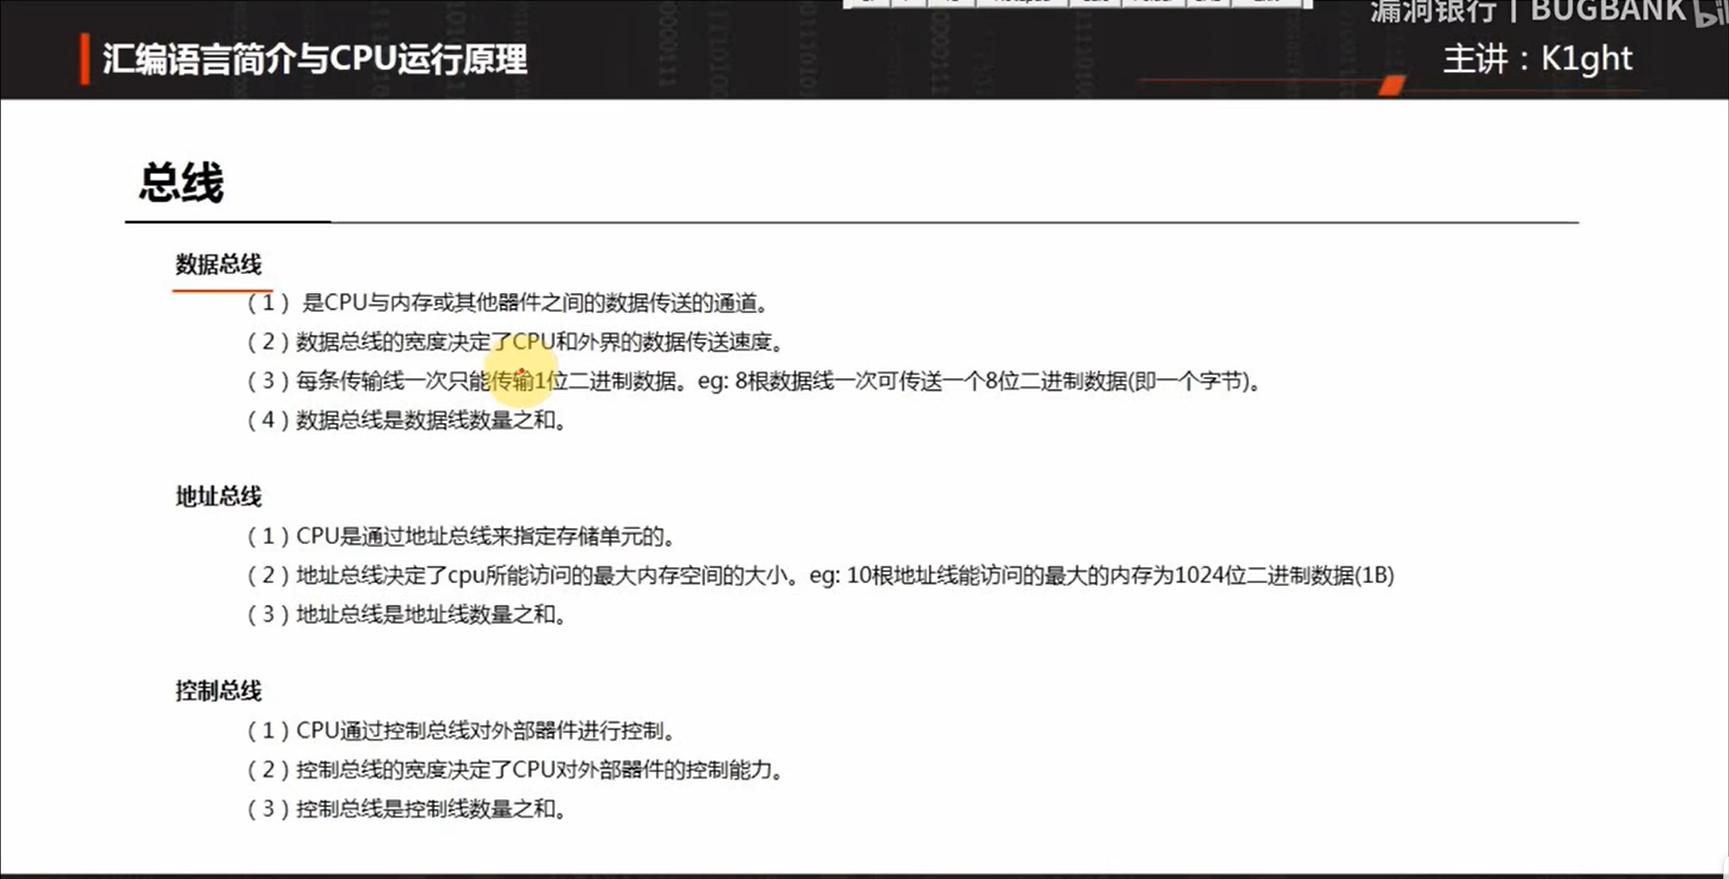 漏洞银行丨BUGBANK
汇编语言简介与CPU运行原理
主讲：K1ght
总线
数据总线
（1） 是CPU与内存或其他器件之间的数据传送的通道。
（2）数据总线的宽度决定了CPU和外界的数据传送速度。
（3）每条传输线一次只能传输1位二进制数据。eg: 8根数据线一次可传送一个8位二进制数据(即一个字节)。
（4）数据总线是数据线数量之和。
地址总线
（1）CPU是通过地址总线来指定存储单元的。
（2）地址总线决定了cpu所能访问的最大内存空间的大小。eg: 10根地址线能访问的最大的内存为1024位二进制数据(1B)
（3）地址总线是地址线数量之和。
控制总线
（1）CPU通过控制总线对外部器件进行控制。
（2）控制总线的宽度决定了CPU对外部器件的控制能力。
（3）控制总线是控制线数量之和。